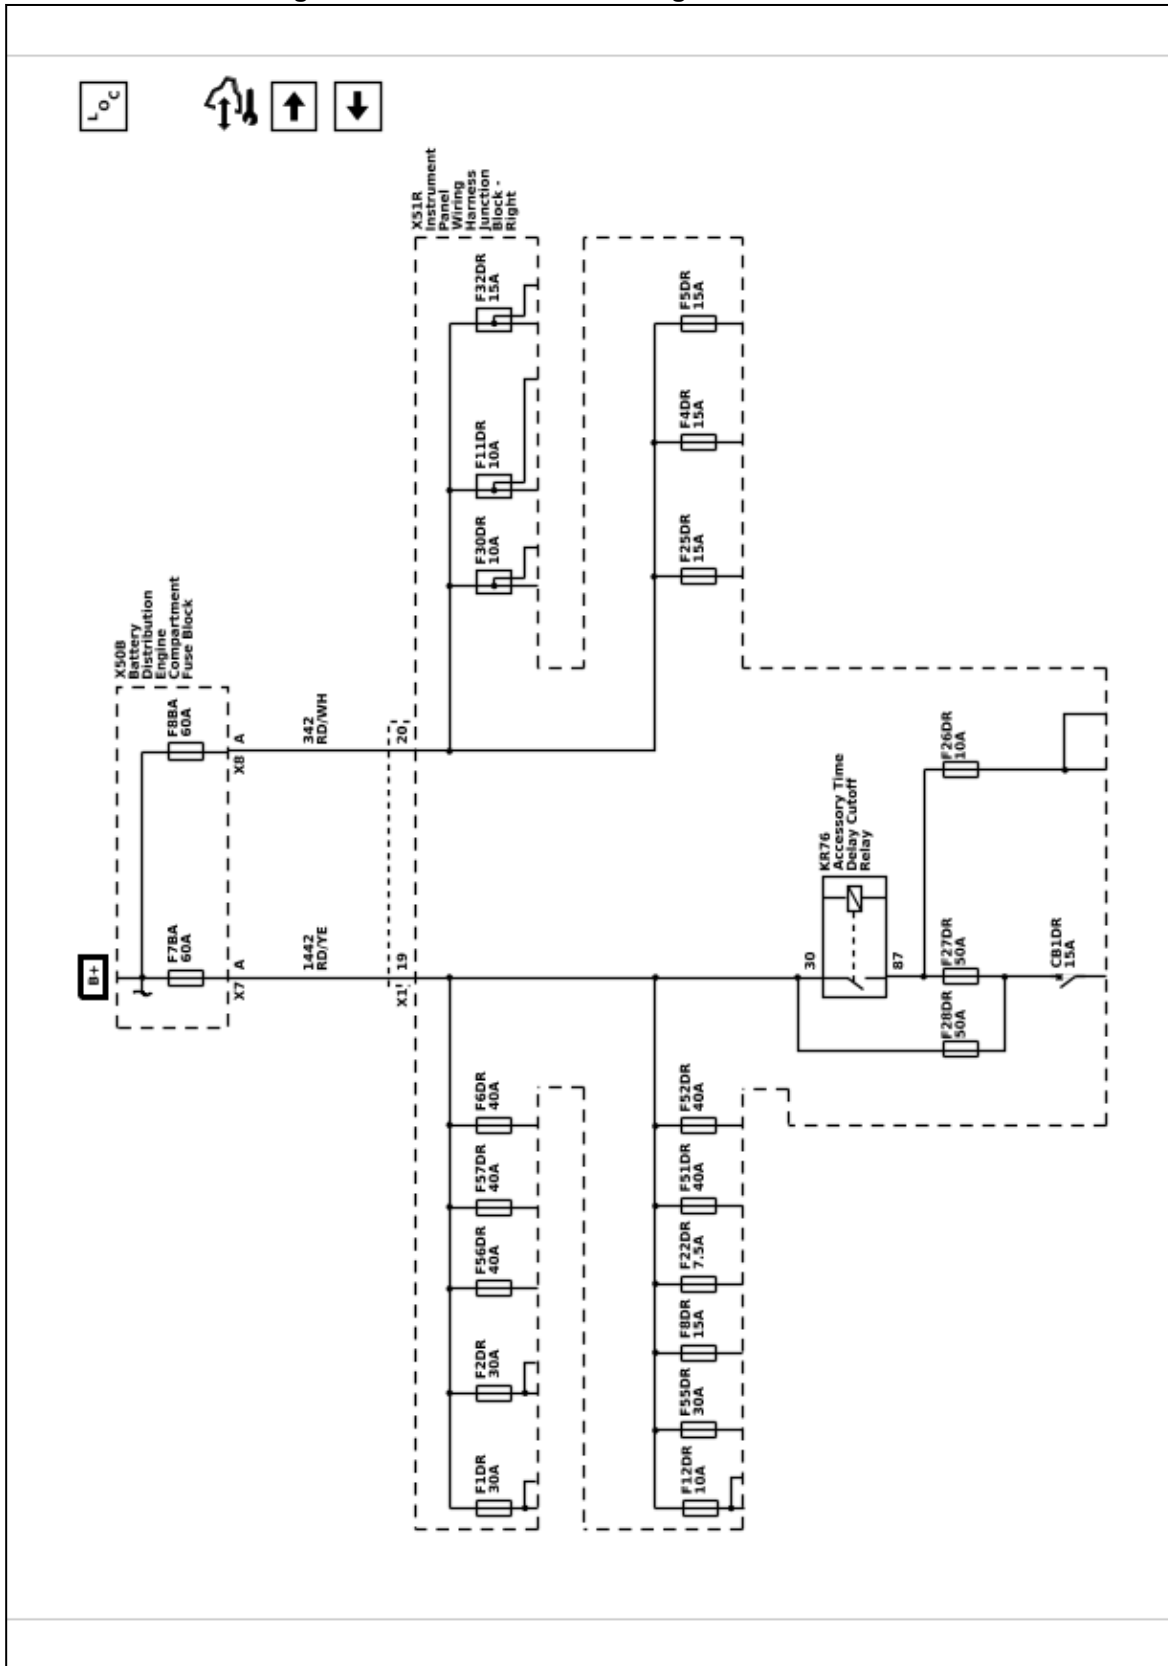 LOC
X51R
Instrument
Panel
Wiring
Harness
Junction
Block -
Right
F32DR
15A
F11DR
10A
F30DR
10A
F5DR
15A
F4DR
15A
F25DR
15A
X50B
Battery
Distribution
Engine
Compartment
Fuse Block
F8BA
60A
X8 A
342
RD/WH
20
B+
F7BA
60A
X7 A
1442
RD/YE
X1 19
KR76
Accessory Time
Delay Cutoff
Relay
30
87
F26DR
10A
F27DR
50A
F28DR
50A
CB1DR
15A
F6DR
40A
F57DR
40A
F56DR
40A
F2DR
30A
F1DR
30A
F52DR
40A
F51DR
40A
F22DR
7.5A
F8DR
15A
F55DR
30A
F12DR
10A